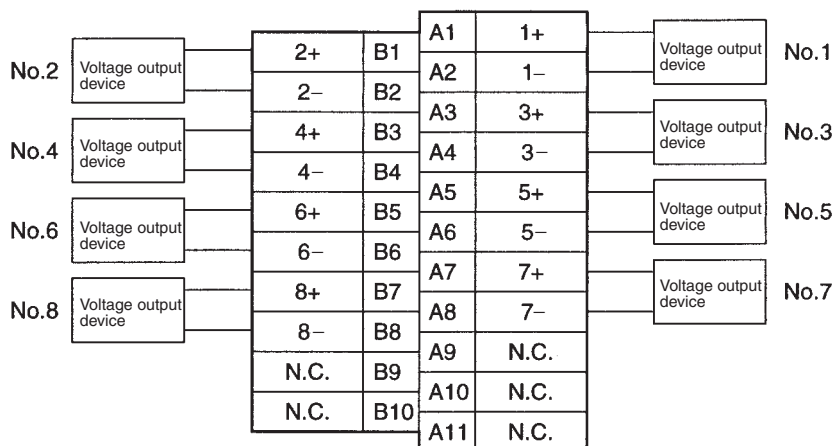 A1 1+
No.1
Voltage output
device
2+ B1
No.2
Voltage output
device
A2 1−
2− B2
A3 3+
No.3
Voltage output
device
4+ B3
No.4
Voltage output
device
A4 3−
4− B4
A5 5+
No.5
Voltage output
device
6+ B5
No.6
Voltage output
device
A6 5−
6− B6
A7 7+
No.7
Voltage output
device
8+ B7
No.8
Voltage output
device
A8 7−
8− B8
A9 N.C.
N.C. B9
A10 N.C.
N.C. B10
A11 N.C.